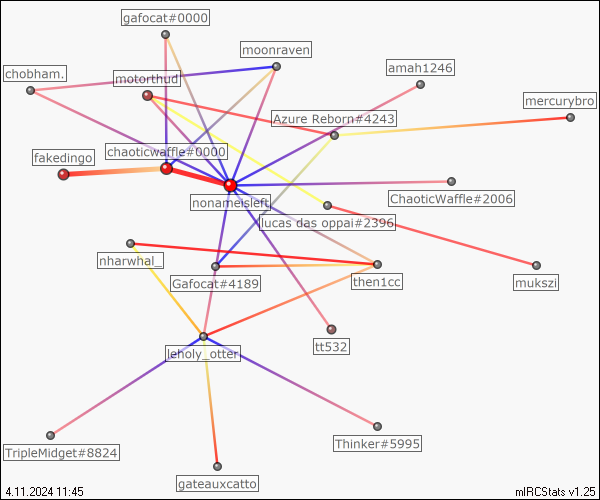 gafocat#0000
moonraven
chobham.
motorthud
amah1246
mercurybro
Azure Reborn#4243
chaoticwaffle#0000
fakedingo
nonameisleft
ChaoticWaffle#2006
lucas das oppai#2396
nharwhal_
Gafocat#4189
then1cc
mukszi
tt532
leholy_otter
TripleMidget#8824
Thinker#5995
gateauxcatto
4.11.2024 11:45
mIRCStats v1.25